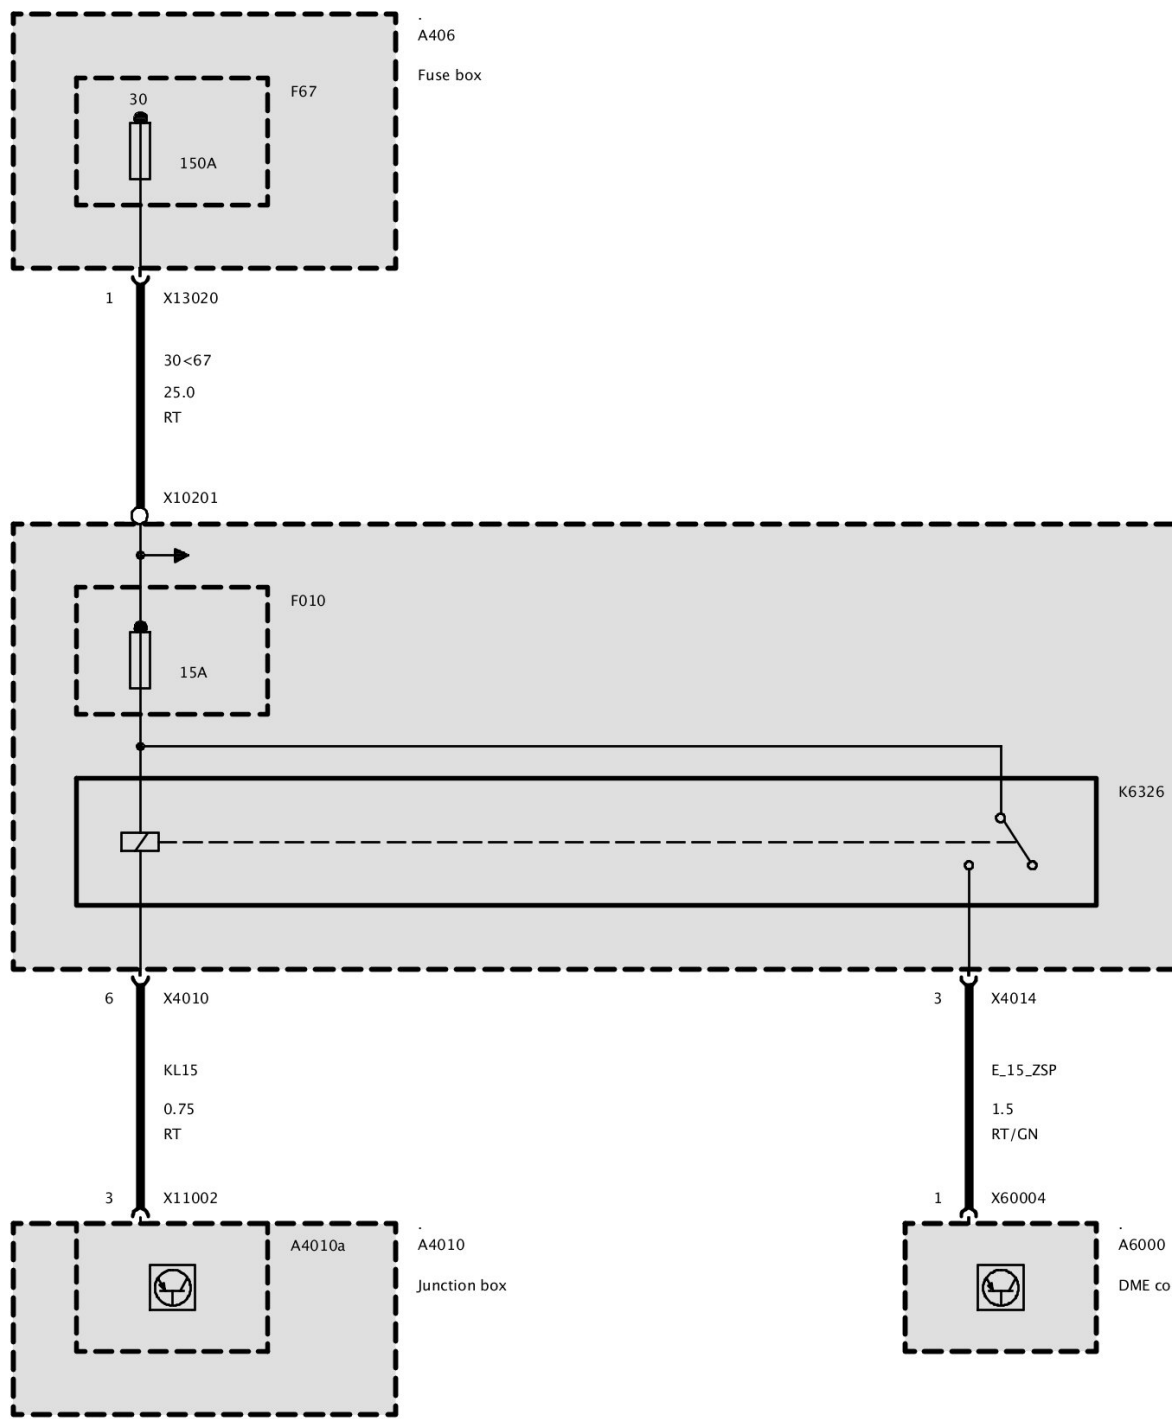 .
A406
Fuse box
F67
30
150A
1 X13020
30<67
25.0
RT
X10201
F010
15A
K6326
6 X4010
3 X4014
KL15
E_15_ZSP
0.75
1.5
RT
RT/GN
3 X11002
1 X60004
.
.
A4010a
A4010
A6000
Junction box
DME co